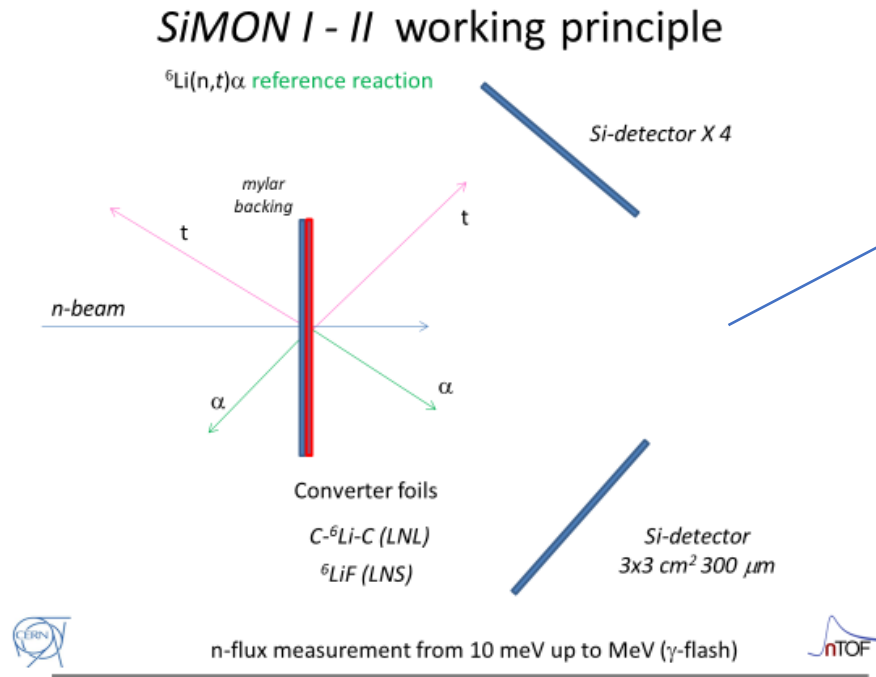 SiMON I - II working principle
⁶Li(n,t)α reference reaction
Si-detector X 4
mylar
backing
t
t
n-beam
α
α
Converter foils
C-⁶Li-C (LNL)
⁶LiF (LNS)
Si-detector
3x3 cm² 300 μm
CERN
n-flux measurement from 10 meV up to MeV (γ-flash)
nTOF